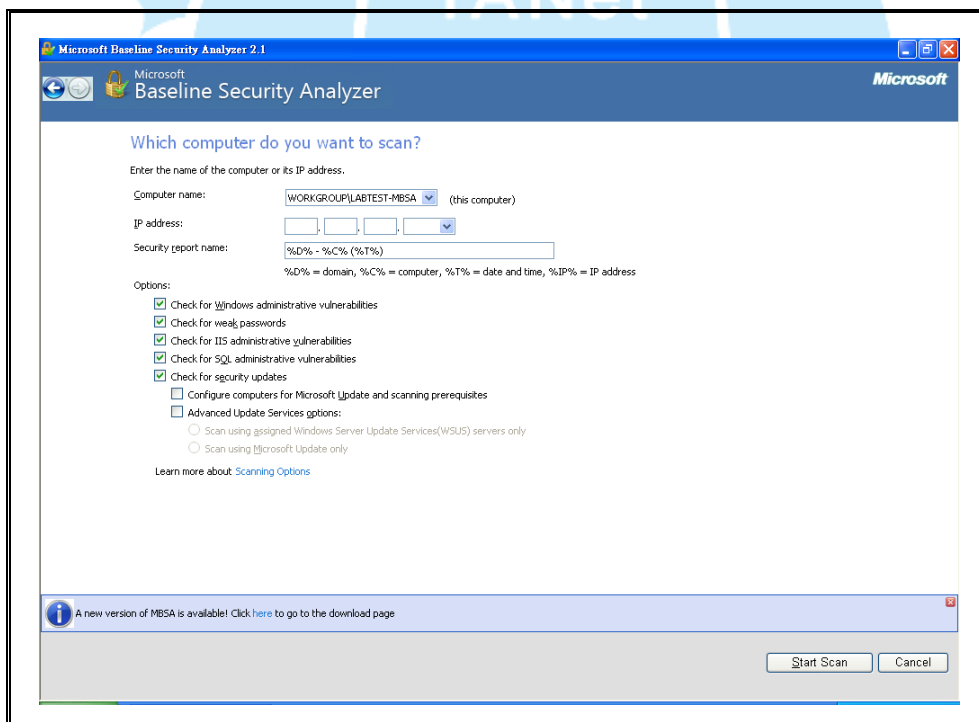 TANet
Microsoft Baseline Security Analyzer 2.1
Microsoft
Baseline Security Analyzer
Microsoft
Which computer do you want to scan?
Enter the name of the computer or its IP address.
Computer name:
WORKGROUP\LABTEST-MBSA
(this computer)
IP address:
. . .
Security report name:
%D% - %C% (%T%)
%D% = domain, %C% = computer, %T% = date and time, %IP% = IP address
Options:
Check for Windows administrative vulnerabilities
Check for weak passwords
Check for IIS administrative vulnerabilities
Check for SQL administrative vulnerabilities
Check for security updates
Configure computers for Microsoft Update and scanning prerequisites
Advanced Update Services options:
Scan using assigned Windows Server Update Services(WSUS) servers only
Scan using Microsoft Update only
Learn more about Scanning Options
A new version of MBSA is available! Click here to go to the download page
Start Scan
Cancel